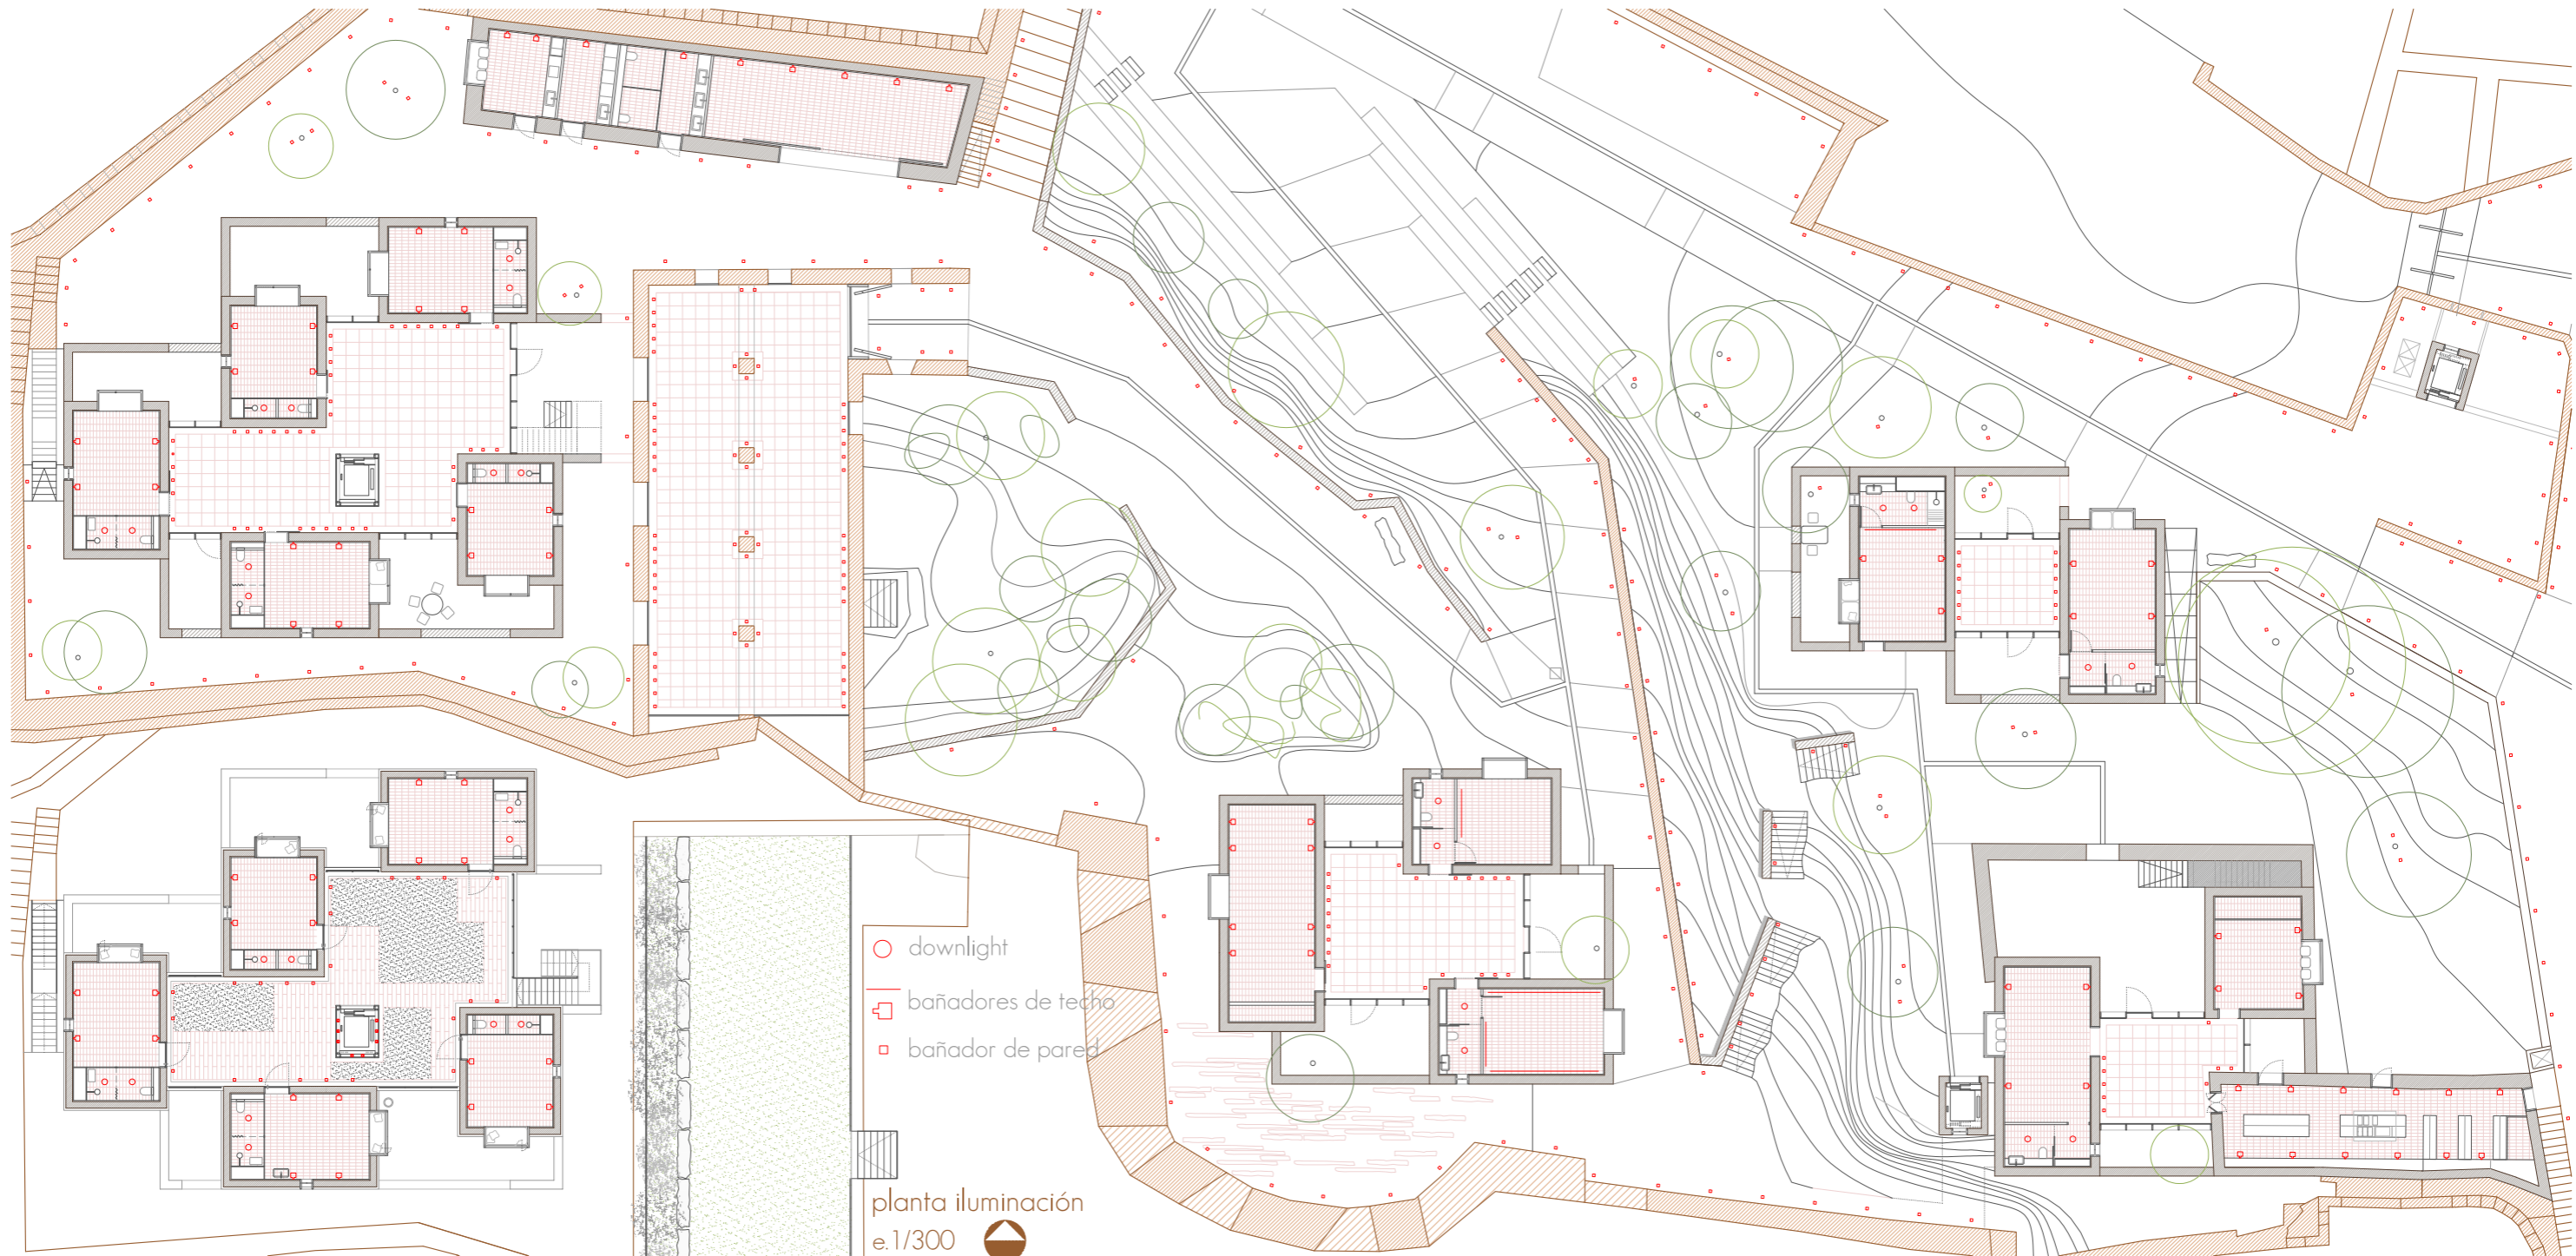 downlight
bañadores de techo
bañador de pared
planta iluminación
e.1/300